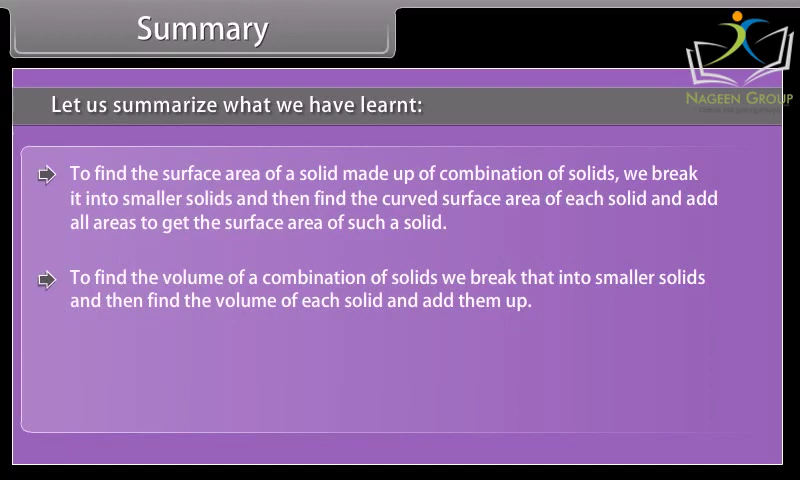 Summary
NAGEEN GROUP
Let us summarize what we have learnt:
To find the surface area of a solid made up of combination of solids, we break
it into smaller solids and then find the curved surface area of each solid and add
all areas to get the surface area of such a solid.
To find the volume of a combination of solids we break that into smaller solids
and then find the volume of each solid and add them up.